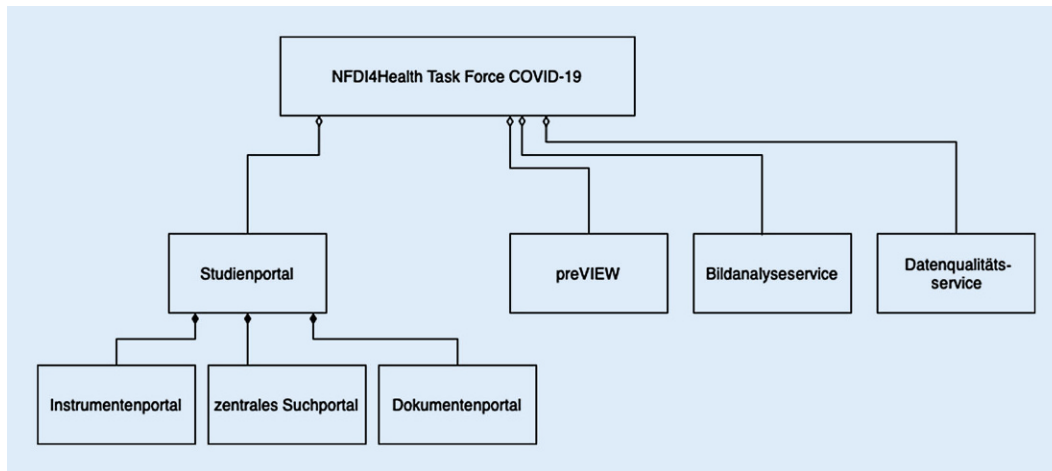 NFDI4Health Task Force COVID-19
Studienportal
preVIEW
Bildanalyseservice
Datenqualitäts-
service
Instrumentenportal
zentrales Suchportal
Dokumentenportal